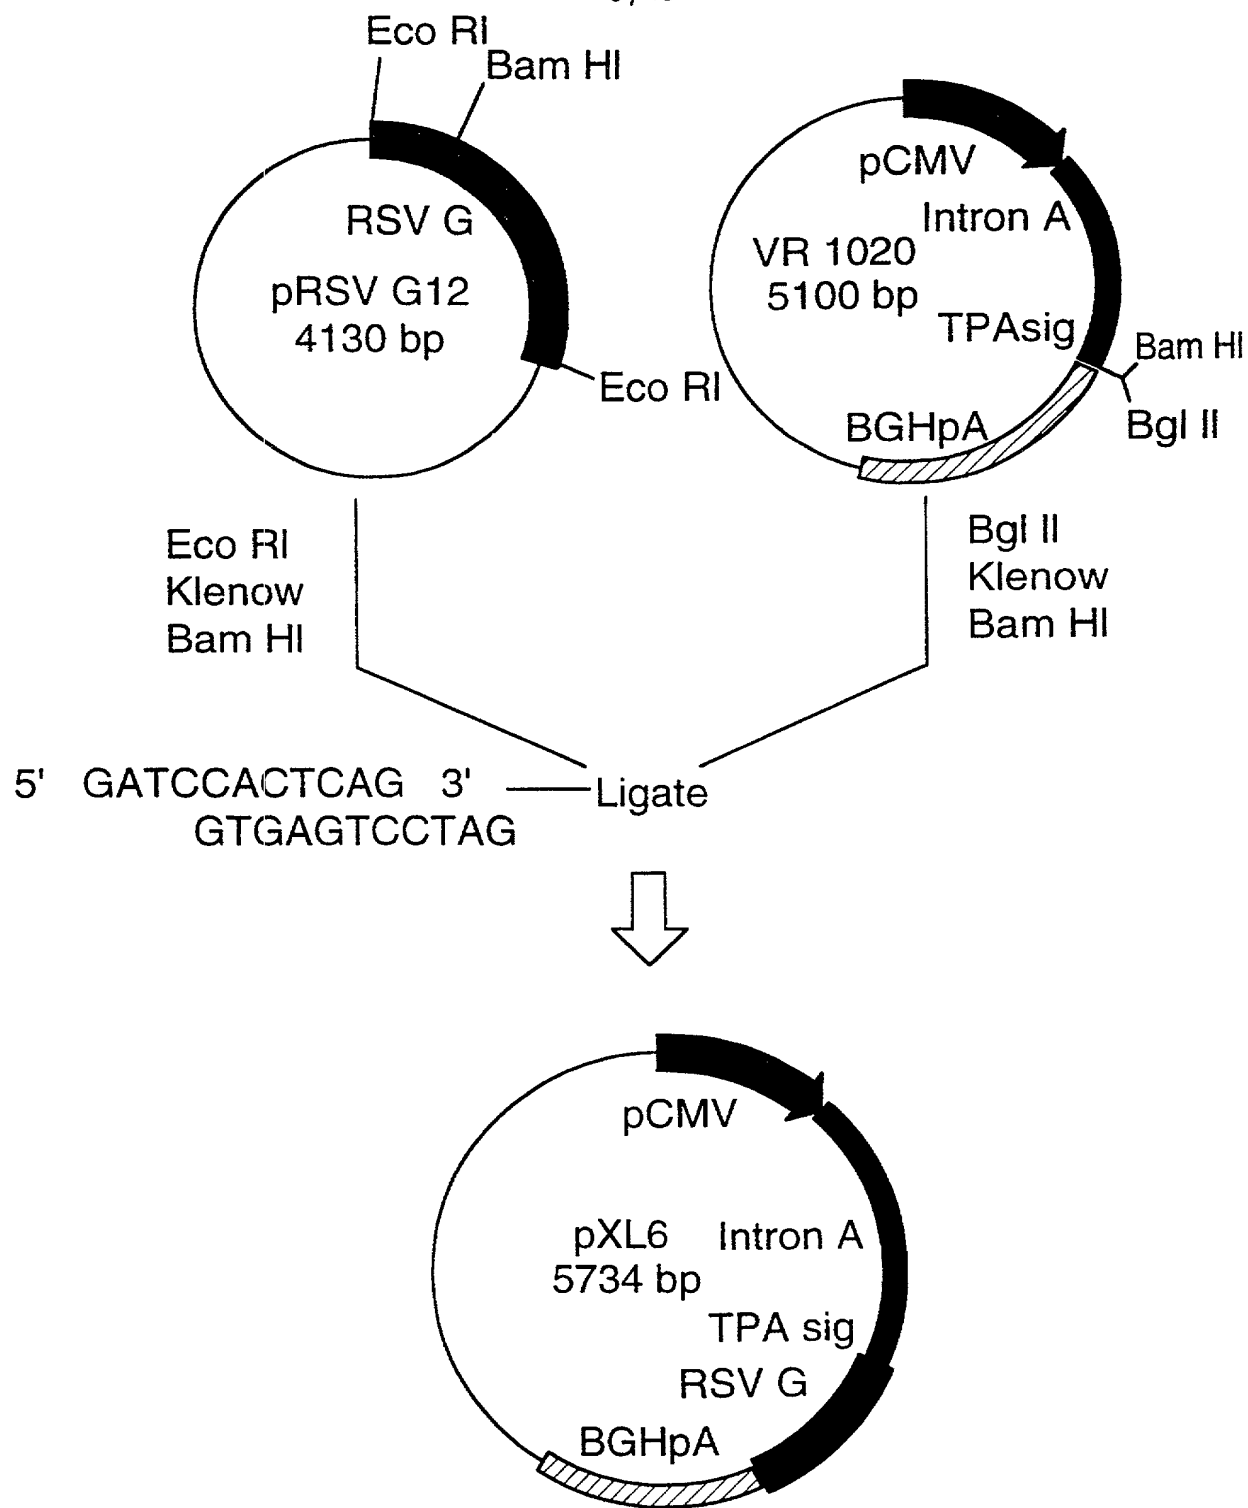 Eco RI
Bam HI
RSV G
pRSV G12
4130 bp
Eco RI
pCMV
Intron A
VR 1020
5100 bp
TPAsig
Bam HI
Bgl II
BGHpA
Eco RI
Klenow
Bam HI
Bgl II
Klenow
Bam HI
5' GATCCACTCAG 3'
GTGAGTCCTAG
Ligate
pCMV
pXL6
5734 bp
Intron A
TPA sig
RSV G
BGHpA